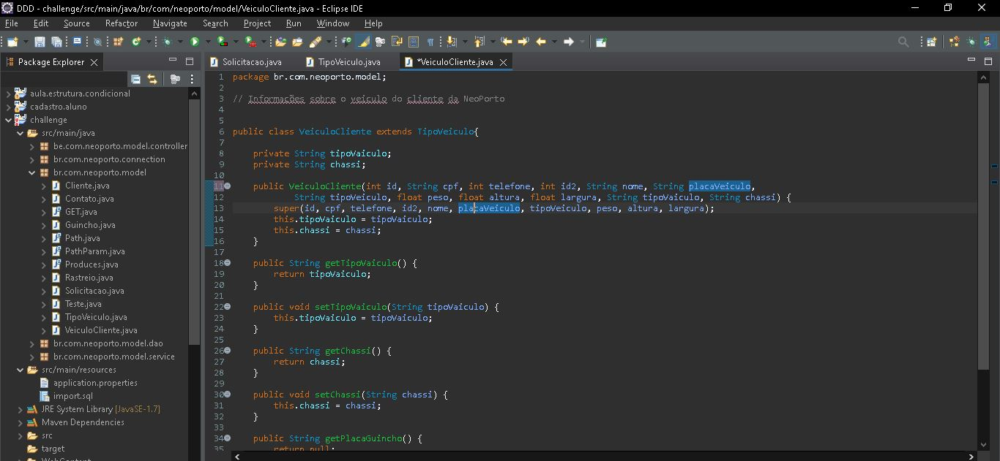 DDD - challenge/src/main/java/br/com/neoporto/model/VeiculoCliente.java - Eclipse IDE
File Edit Source Refactor Navigate Search Project Run Window Help
Package Explorer
Solicitacao.java TipoVeiculo.java *VeiculoCliente.java
aula.estrutura.condicional
cadastro.aluno
challenge
src/main/java
be.com.neoporto.model.controller
br.com.neoporto.connection
br.com.neoporto.model
Cliente.java
Contato.java
GET.java
Guincho.java
Path.java
PathParam.java
Produces.java
Rastreio.java
Solicitacao.java
Teste.java
TipoVeiculo.java
VeiculoCliente.java
br.com.neoporto.model.dao
br.com.neoporto.model.service
src/main/resources
application.properties
import.sql
JRE System Library [JavaSE-1.7]
Maven Dependencies
src
target
WebContent
1 package br.com.neoporto.model;
2
3 // Informações sobre o veiculo do cliente da NeoPorto
4
5
6 public class VeiculoCliente extends TipoVeiculo{
7
8 private String tipoVaiculo;
9 private String chassi;
10
11 public VeiculoCliente(int id, String cpf, int telefone, int id2, String nome, String placaVeiculo,
12 String tipoVeiculo, float peso, float altura, float largura, String tipoVaiculo, String chassi) {
13 super(id, cpf, telefone, id2, nome, placaVeiculo, tipoVeiculo, peso, altura, largura);
14 this.tipoVaiculo = tipoVaiculo;
15 this.chassi = chassi;
16 }
17
18 public String getTipoVaiculo() {
19 return tipoVaiculo;
20 }
21
22 public void setTipoVaiculo(String tipoVaiculo) {
23 this.tipoVaiculo = tipoVaiculo;
24 }
25
26 public String getChassi() {
27 return chassi;
28 }
29
30 public void setChassi(String chassi) {
31 this.chassi = chassi;
32 }
33
34 public String getPlacaGuincho() {
35 return null;